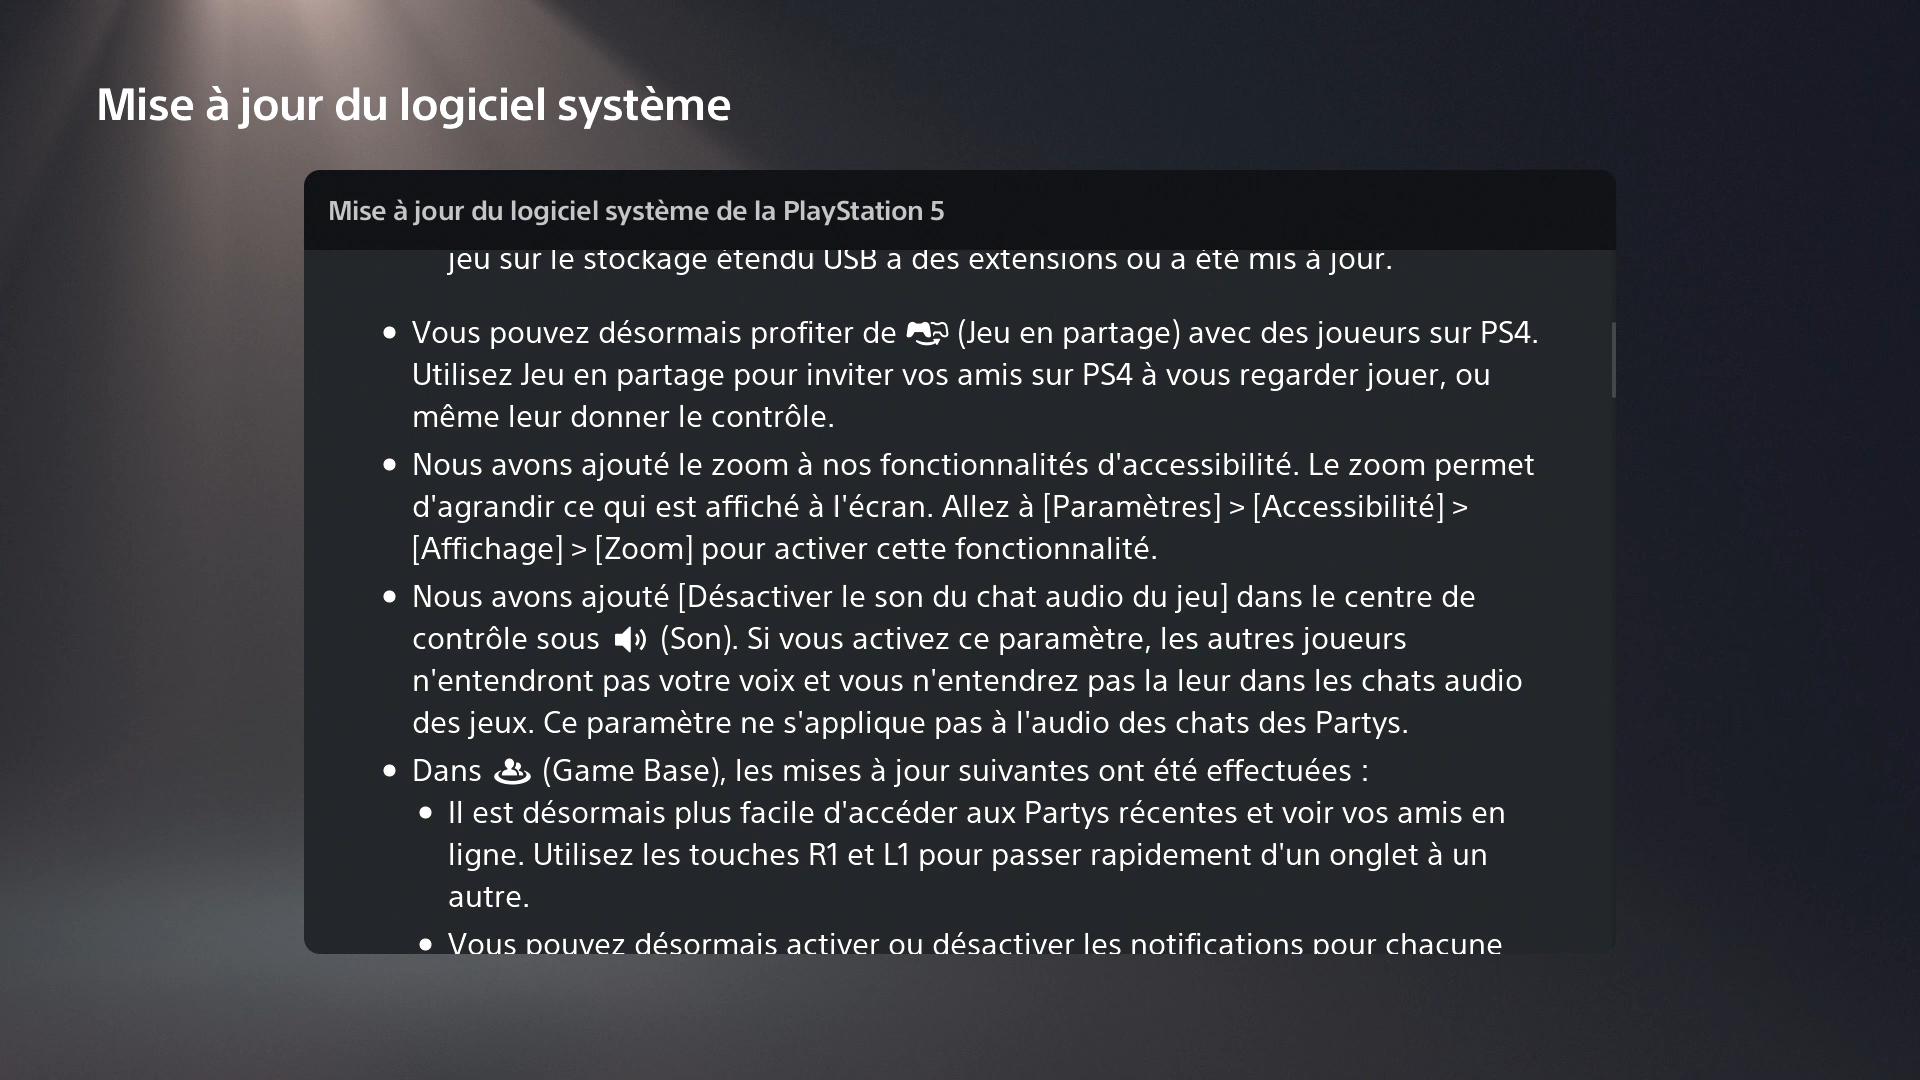 Mise à jour du logiciel système
Mise à jour du logiciel système de la PlayStation 5
jeu sur le stockage étendu USB a des extensions ou a été mis à jour.
• Vous pouvez désormais profiter de (Jeu en partage) avec des joueurs sur PS4.
Utilisez Jeu en partage pour inviter vos amis sur PS4 à vous regarder jouer, ou
même leur donner le contrôle.
• Nous avons ajouté le zoom à nos fonctionnalités d'accessibilité. Le zoom permet
d'agrandir ce qui est affiché à l'écran. Allez à [Paramètres] > [Accessibilité] >
[Affichage] > [Zoom] pour activer cette fonctionnalité.
• Nous avons ajouté [Désactiver le son du chat audio du jeu] dans le centre de
contrôle sous (Son). Si vous activez ce paramètre, les autres joueurs
n'entendront pas votre voix et vous n'entendrez pas la leur dans les chats audio
des jeux. Ce paramètre ne s'applique pas à l'audio des chats des Partys.
• Dans (Game Base), les mises à jour suivantes ont été effectuées :
• Il est désormais plus facile d'accéder aux Partys récentes et voir vos amis en
ligne. Utilisez les touches R1 et L1 pour passer rapidement d'un onglet à un
autre.
• Vous pouvez désormais activer ou désactiver les notifications pour chacune